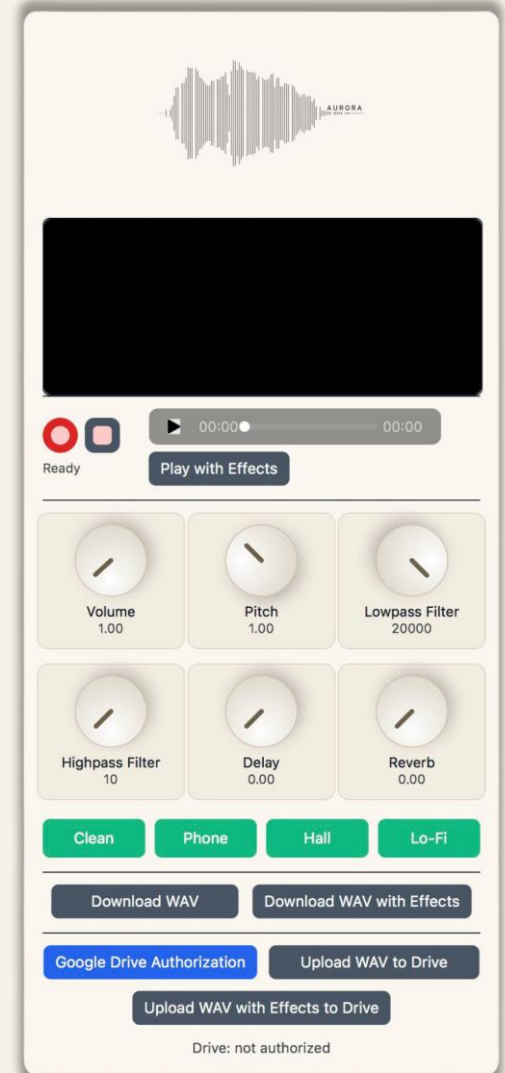 AURORA
00:00 00:00
Ready
Play with Effects
Volume
1.00
Pitch
1.00
Lowpass Filter
20000
Highpass Filter
10
Delay
0.00
Reverb
0.00
Clean
Phone
Hall
Lo-Fi
Download WAV
Download WAV with Effects
Google Drive Authorization
Upload WAV to Drive
Upload WAV with Effects to Drive
Drive: not authorized